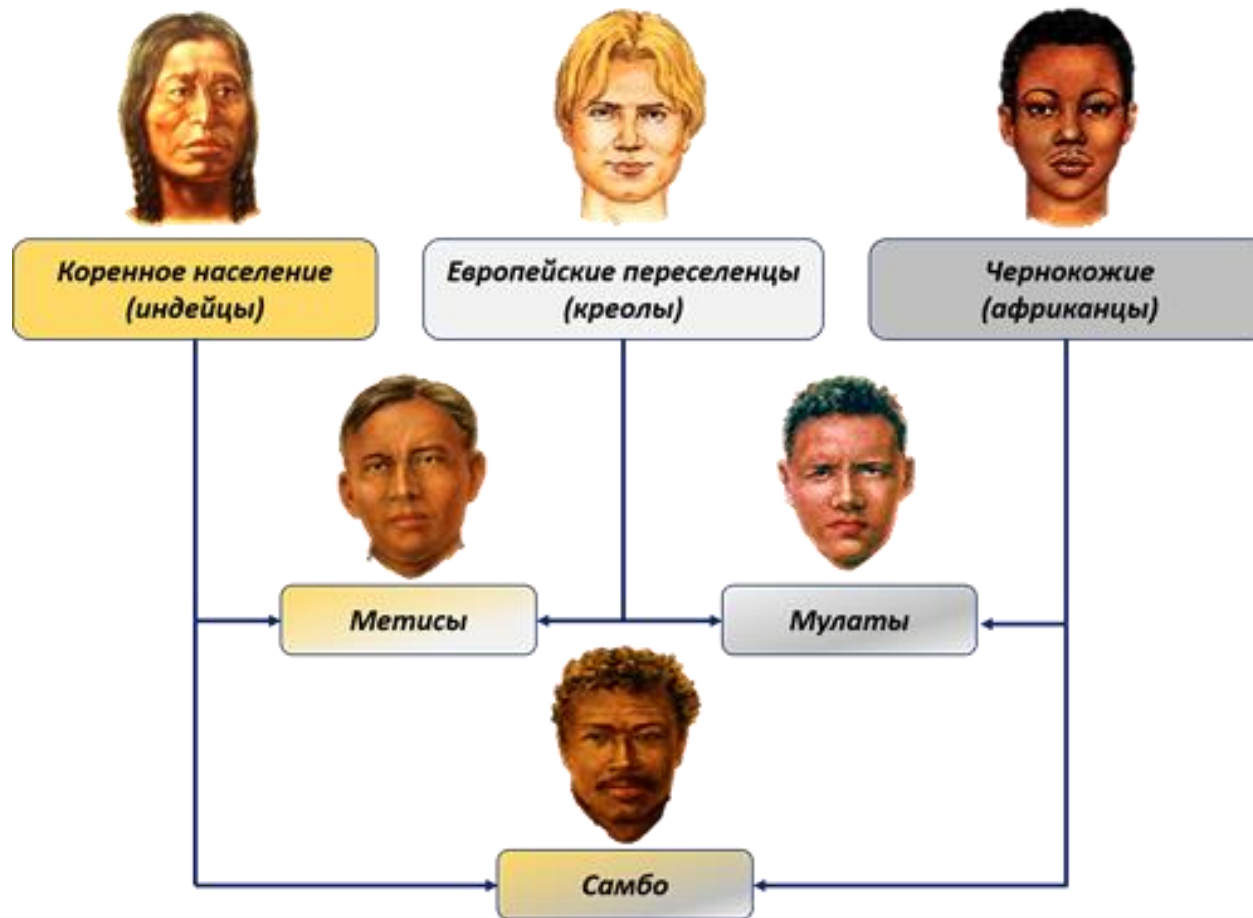 Коренное население
(индейцы)
Европейские переселенцы
(креолы)
Чернокожие
(африканцы)
Метисы
Мулаты
Самбо